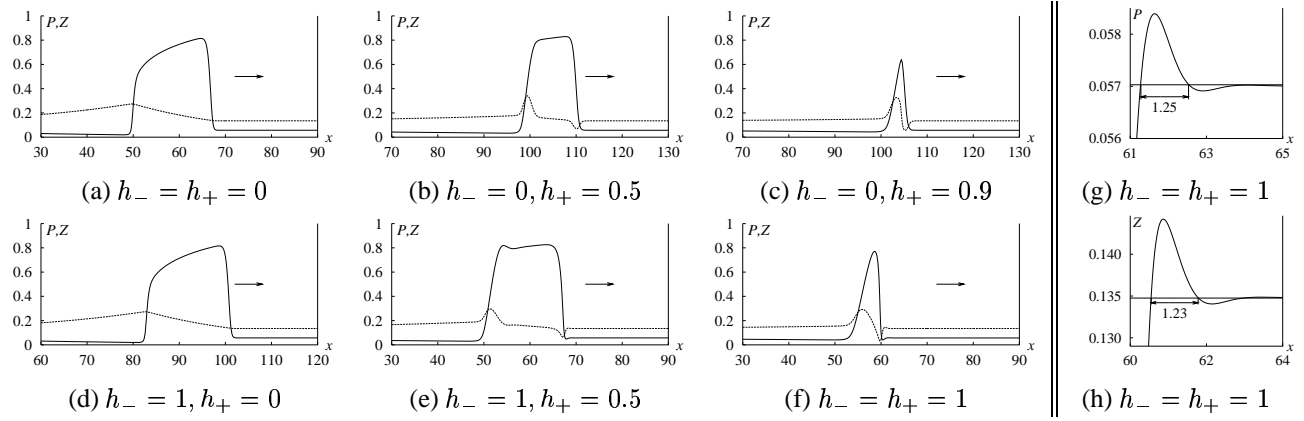 P,Z
1
0.8
0.6
0.4
0.2
0
30 40 50 60 70 80 90
x
(a) h₋ = h₊ = 0
P,Z
1
0.8
0.6
0.4
0.2
0
70 80 90 100 110 120 130
x
(b) h₋ = 0, h₊ = 0.5
P,Z
1
0.8
0.6
0.4
0.2
0
70 80 90 100 110 120 130
x
(c) h₋ = 0, h₊ = 0.9
P
0.058
0.057
0.056
1.25
61 63 65
x
(g) h₋ = h₊ = 1
P,Z
1
0.8
0.6
0.4
0.2
0
60 70 80 90 100 110 120
x
(d) h₋ = 1, h₊ = 0
P,Z
1
0.8
0.6
0.4
0.2
0
30 40 50 60 70 80 90
x
(e) h₋ = 1, h₊ = 0.5
P,Z
1
0.8
0.6
0.4
0.2
0
30 40 50 60 70 80 90
x
(f) h₋ = h₊ = 1
Z
0.140
0.135
0.130
1.23
60 62 64
x
(h) h₋ = h₊ = 1